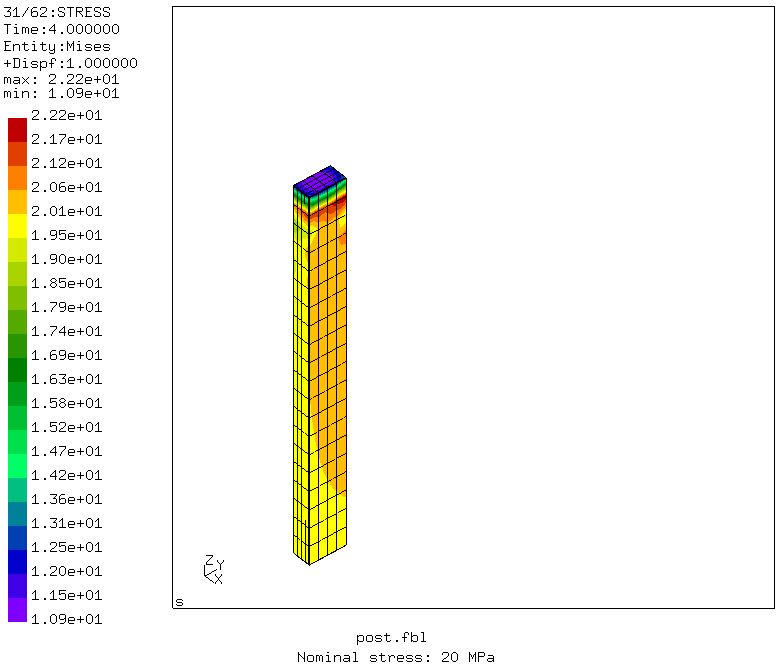 31/62:STRESS
Time:4.000000
Entity:Mises
+Dispf:1.000000
max: 2.22e+01
min: 1.09e+01
2.22e+01
2.17e+01
2.12e+01
2.06e+01
2.01e+01
1.95e+01
1.90e+01
1.85e+01
1.79e+01
1.74e+01
1.69e+01
1.63e+01
1.58e+01
1.52e+01
1.47e+01
1.42e+01
1.36e+01
1.31e+01
1.25e+01
1.20e+01
1.15e+01
1.09e+01
Z
Y
X
s
post.fbl
Nominal stress: 20 MPa